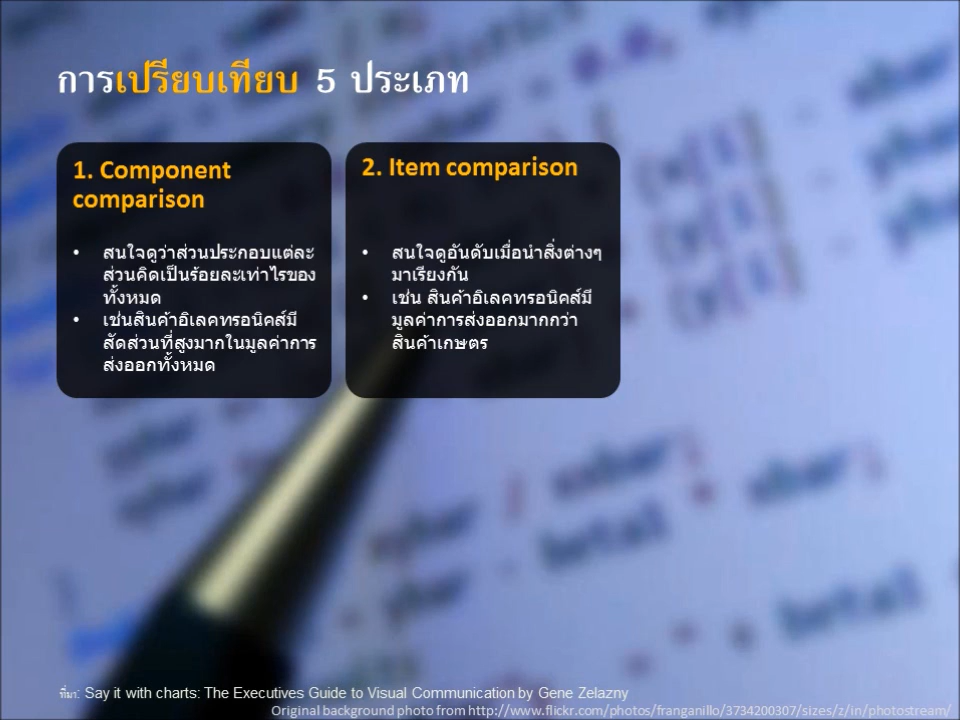 การเปรียบเทียบ 5 ประเภท
1. Component
comparison
• สนใจดูว่าส่วนประกอบแต่ละ
ส่วนคิดเป็นร้อยละเท่าไรของ
ทั้งหมด
• เช่นสินค้าอิเลคทรอนิคส์มี
สัดส่วนที่สูงมากในมูลค่าการ
ส่งออกทั้งหมด
2. Item comparison
• สนใจดูอันดับเมื่อนำสิ่งต่างๆ
มาเรียงกัน
• เช่น สินค้าอิเลคทรอนิคส์มี
มูลค่าการส่งออกมากกว่า
สินค้าเกษตร
ที่มา: Say it with charts: The Executives Guide to Visual Communication by Gene Zelazny
Original background photo from http://www.flickr.com/photos/franganillo/3734200307/sizes/z/in/photostream/